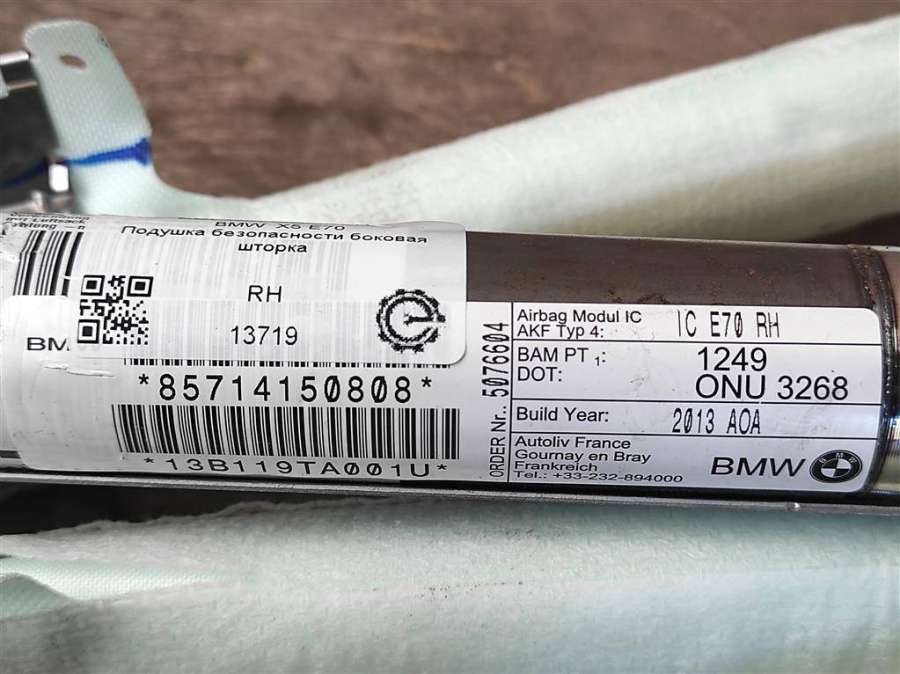 BMW X5 E70
Подушка безопасности боковая
шторка
RH
13719
*85714150808*
*13B119TA001U*
ORDER Nr.. 5076604
Airbag Modul IC
AKF Typ 4: IC E70 RH
BAM PT 1: 1249
DOT: ONU 3268
Build Year: 2013 AOA
Autoliv France
Gournay en Bray
Frankreich
Tel.: +33-232-894000
BMW